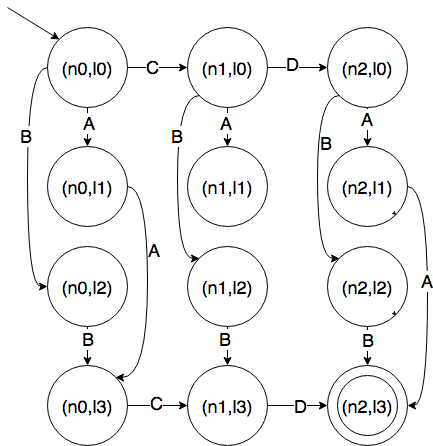 (n0,l0) C (n1,l0) D (n2,l0)
B A B A B A
(n0,l1) (n1,l1) (n2,l1)
A A
(n0,l2) (n1,l2) (n2,l2)
B B B
(n0,l3) C (n1,l3) D (n2,l3)